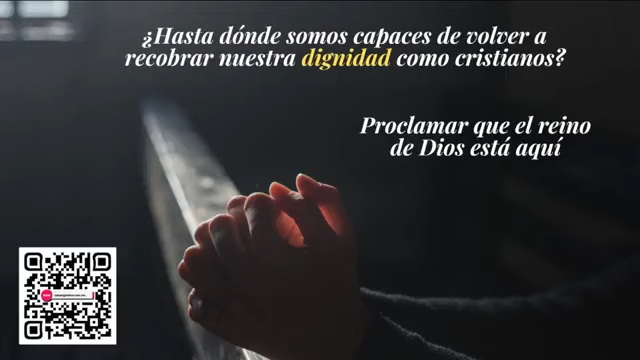 ¿Hasta dónde somos capaces de volver a
recobrar nuestra dignidad como cristianos?
Proclamar que el reino
de Dios está aquí